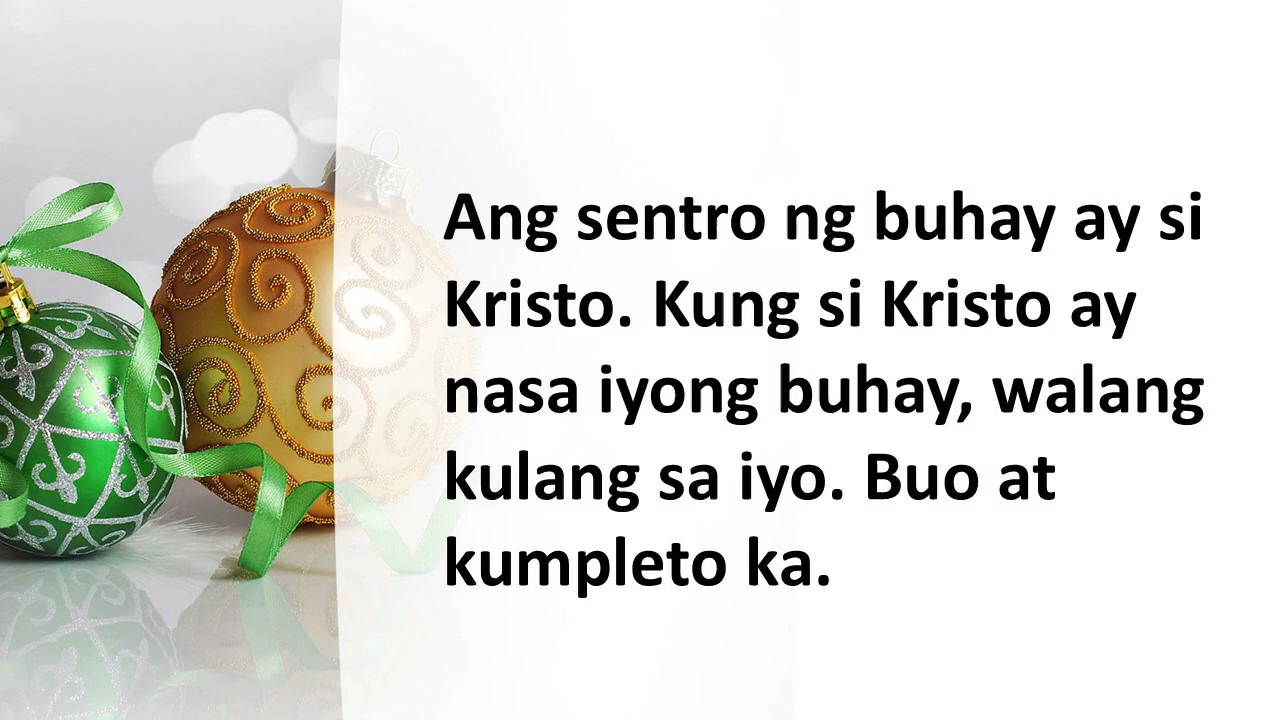 Ang sentro ng buhay ay si
Kristo. Kung si Kristo ay
nasa iyong buhay, walang
kulang sa iyo. Buo at
kumpleto ka.